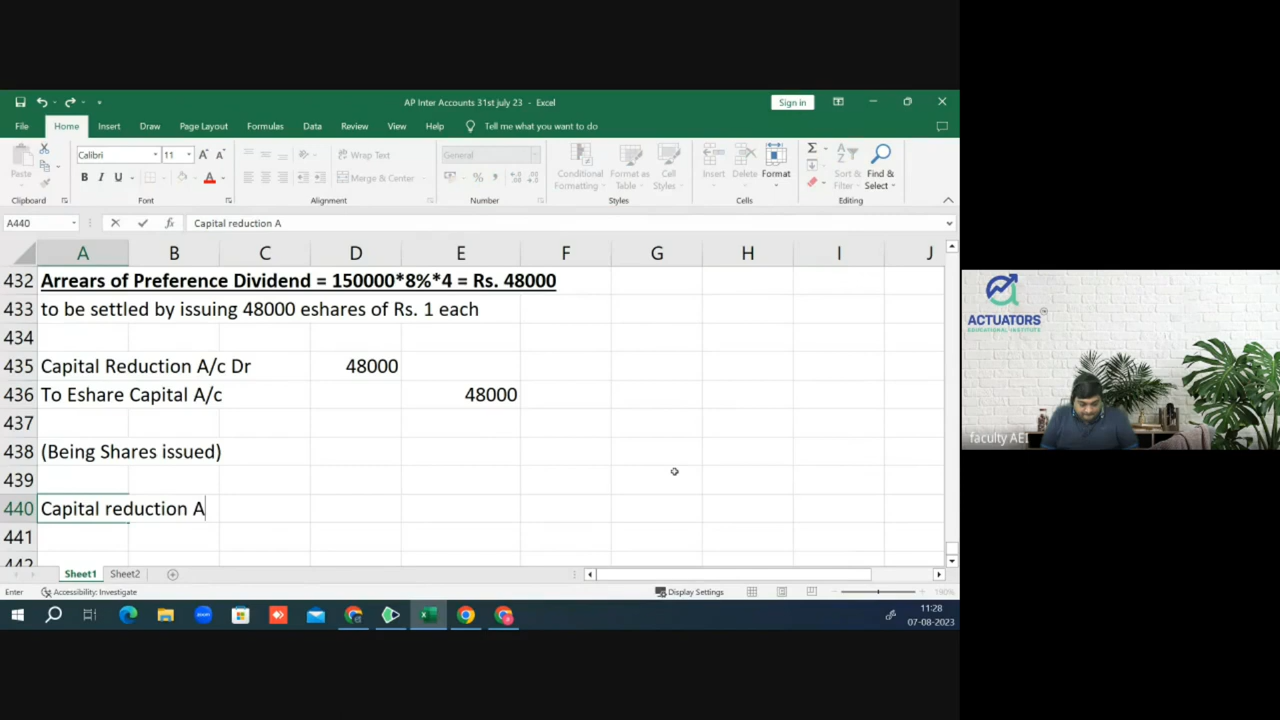 AP Inter Accounts 31st july 23 - Excel
Sign in
File Home Insert Draw Page Layout Formulas Data Review View Help Tell me what you want to do
Calibri 11 Wrap Text General
Paste B I U Merge & Center Conditional Formatting Format as Table Cell Styles Insert Delete Format Sort & Filter Find & Select
Clipboard Font Alignment Number Styles Cells Editing
A440 fx Capital reduction A
A B C D E F G H I J
432 Arrears of Preference Dividend = 150000*8%*4 = Rs. 48000
433 to be settled by issuing 48000 eshares of Rs. 1 each
434
435 Capital Reduction A/c Dr 48000
436 To Eshare Capital A/c 48000
437
438 (Being Shares issued)
439
440 Capital reduction A
441
442
Sheet1 Sheet2
Enter Accessibility: Investigate Display Settings 190%
11:28
07-08-2023
ACTUATORS
EDUCATIONAL INSTITUTE
faculty AEI